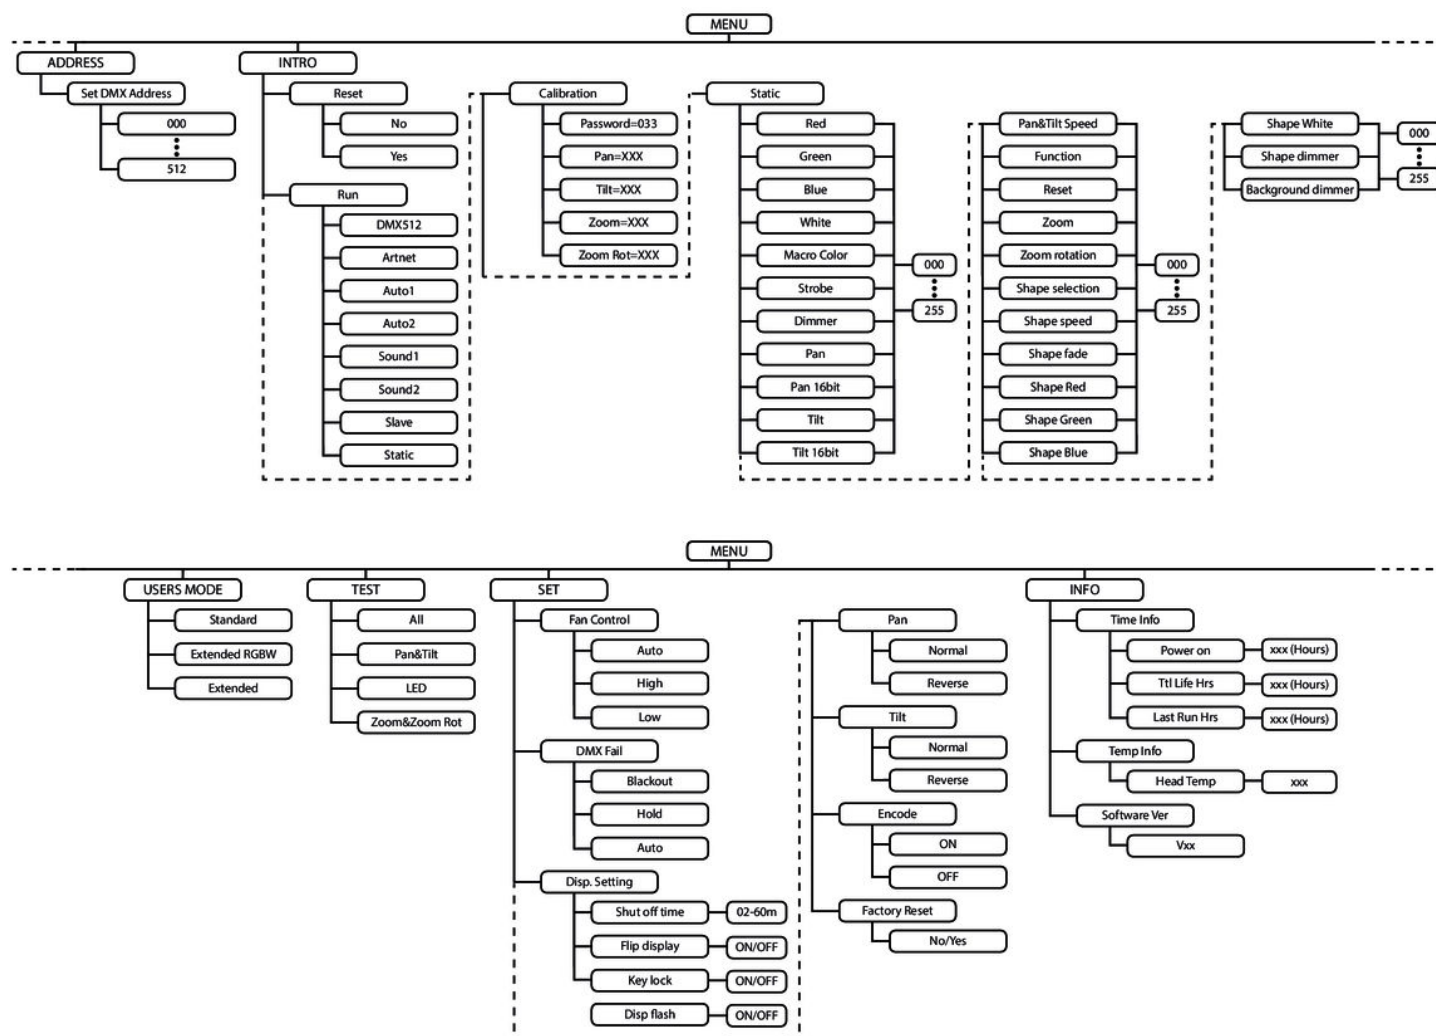 MENU
ADDRESS
Set DMX Address
000
512
INTRO
Reset
No
Yes
Run
DMX512
Artnet
Auto1
Auto2
Sound1
Sound2
Slave
Static
Calibration
Password=033
Pan=XXX
Tilt=XXX
Zoom=XXX
Zoom Rot=XXX
Static
Red
Green
Blue
White
Macro Color
Strobe
Dimmer
Pan
Pan 16bit
Tilt
Tilt 16bit
000
255
Pan&Tilt Speed
Function
Reset
Zoom
Zoom rotation
Shape selection
Shape speed
Shape fade
Shape Red
Shape Green
Shape Blue
000
255
Shape White
Shape dimmer
Background dimmer
000
255
MENU
USERS MODE
Standard
Extended RGBW
Extended
TEST
All
Pan&Tilt
LED
Zoom&Zoom Rot
SET
Fan Control
Auto
High
Low
DMX Fail
Blackout
Hold
Auto
Disp. Setting
Shut off time 02-60m
Flip display ON/OFF
Key lock ON/OFF
Disp flash ON/OFF
Pan
Normal
Reverse
Tilt
Normal
Reverse
Encode
ON
OFF
Factory Reset
No/Yes
INFO
Time Info
Power on xxx (Hours)
Ttl Life Hrs xxx (Hours)
Last Run Hrs xxx (Hours)
Temp Info
Head Temp xxx
Software Ver
Vxx